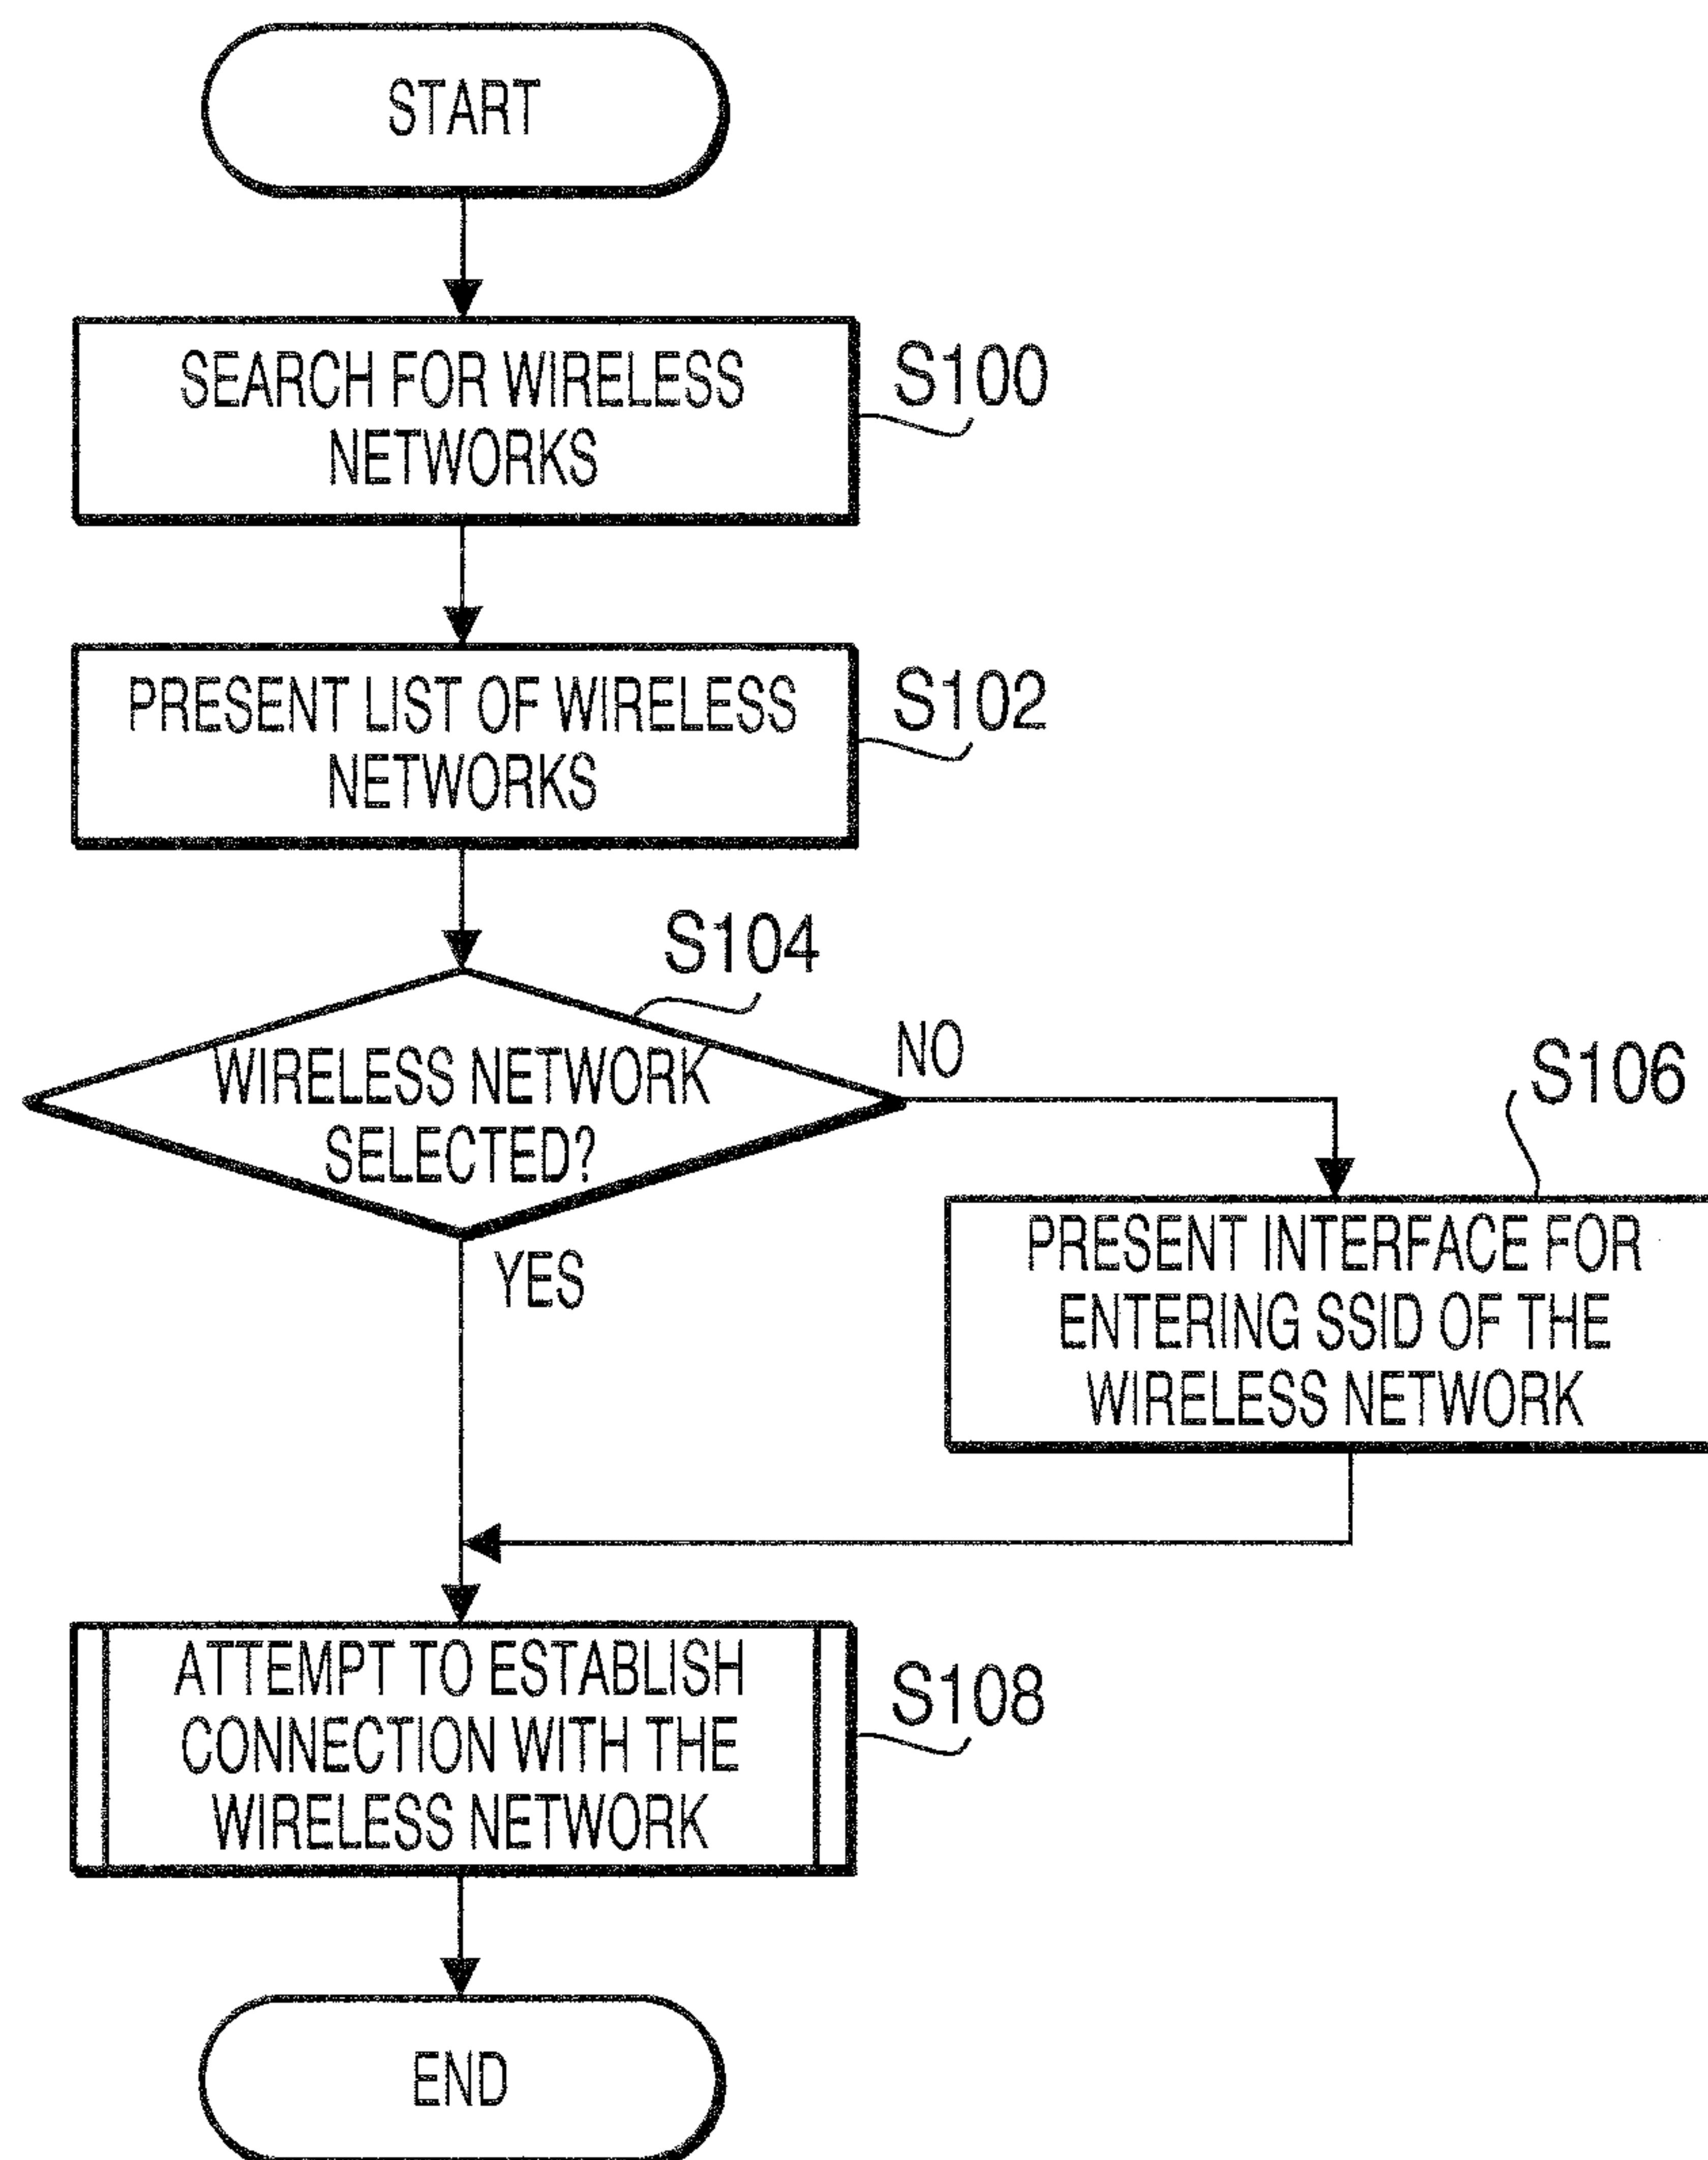 START
SEARCH FOR WIRELESS
NETWORKS
S100
PRESENT LIST OF WIRELESS
NETWORKS
S102
S104
WIRELESS NETWORK
SELECTED?
NO
YES
S106
PRESENT INTERFACE FOR
ENTERING SSID OF THE
WIRELESS NETWORK
ATTEMPT TO ESTABLISH
CONNECTION WITH THE
WIRELESS NETWORK
S108
END